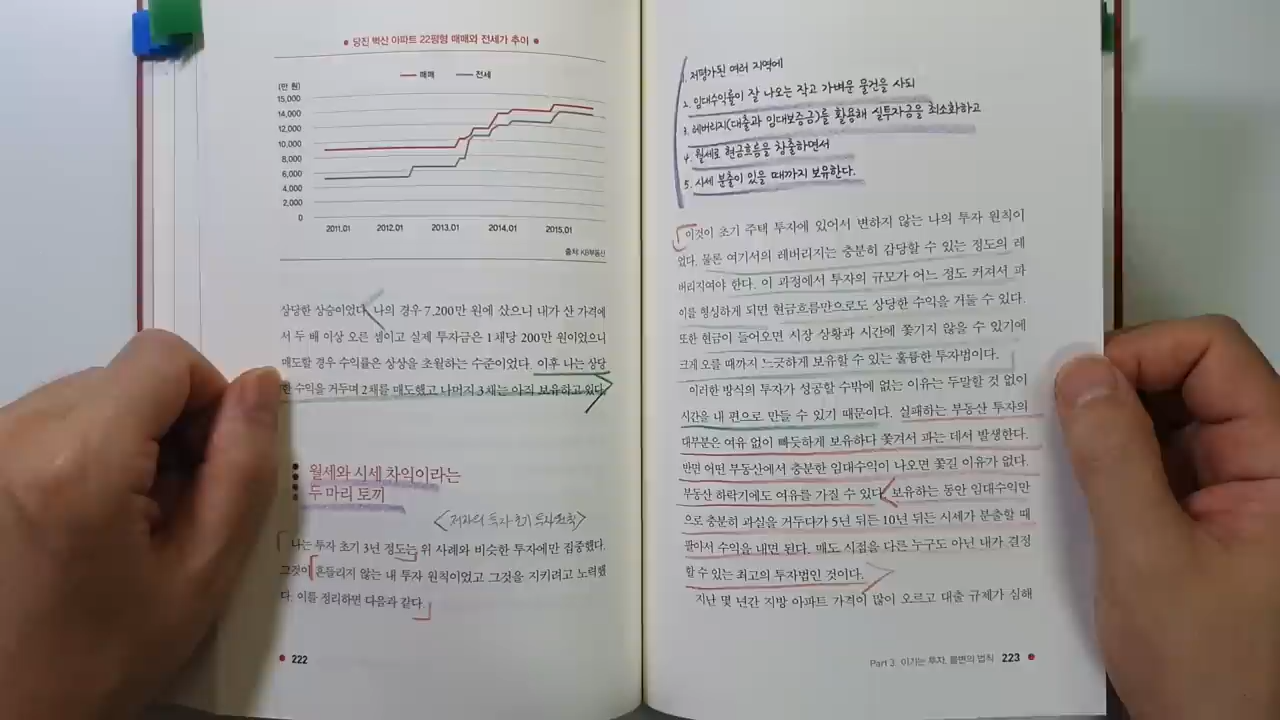 • 당진 벽산 아파트 22평형 매매와 전세가 추이 •
매매 전세
(만 원)
15,000
14,000
12,000
10,000
8,000
6,000
4,000
2,000
0
2011.01 2012.01 2013.01 2014.01 2015.01
출처: KB부동산
상당한 상승이었다. 나의 경우 7,200만 원에 샀으니 내가 산 가격에
서 두 배 이상 오른 셈이고 실제 투자금은 1채당 200만 원이었으니
매도할 경우 수익률은 상상을 초월하는 수준이었다. 이후 나는 상당
한 수익을 거두며 2채를 매도했고 나머지 3채는 아직 보유하고 있다.
월세와 시세 차익이라는
두 마리 토끼
<저자의 투자 초기 투자원칙>
나는 투자 초기 3년 정도는 위 사례와 비슷한 투자에만 집중했다.
그것이 흔들리지 않는 내 투자 원칙이었고 그것을 지키려고 노력했
다. 이를 정리하면 다음과 같다.
• 222
1. 저평가된 여러 지역에
2. 임대수익률이 잘 나오는 작고 가벼운 물건을 사되
3. 레버리지(대출과 임대보증금)를 활용해 실투자금을 최소화하고
4. 월세로 현금흐름을 창출하면서
5. 시세 분출이 있을 때까지 보유한다.
이것이 초기 주택 투자에 있어서 변하지 않는 나의 투자 원칙이
었다. 물론 여기서의 레버리지는 충분히 감당할 수 있는 정도의 레
버리지여야 한다. 이 과정에서 투자의 규모가 어느 정도 커져서 파
이를 형성하게 되면 현금흐름만으로도 상당한 수익을 거둘 수 있다.
또한 현금이 들어오면 시장 상황과 시간에 쫓기지 않을 수 있기에
크게 오를 때까지 느긋하게 보유할 수 있는 훌륭한 투자법이다.
이러한 방식의 투자가 성공할 수밖에 없는 이유는 두말할 것 없이
시간을 내 편으로 만들 수 있기 때문이다. 실패하는 부동산 투자의
대부분은 여유 없이 빠듯하게 보유하다 쫓겨서 파는 데서 발생한다.
반면 어떤 부동산에서 충분한 임대수익이 나오면 쫓길 이유가 없다.
부동산 하락기에도 여유를 가질 수 있다. 보유하는 동안 임대수익만
으로 충분히 과실을 거두다가 5년 뒤든 10년 뒤든 시세가 분출할 때
팔아서 수익을 내면 된다. 매도 시점을 다른 누구도 아닌 내가 결정
할 수 있는 최고의 투자법인 것이다.
지난 몇 년간 지방 아파트 가격이 많이 오르고 대출 규제가 심해
Part 3. 이기는 투자, 불변의 법칙 223 •